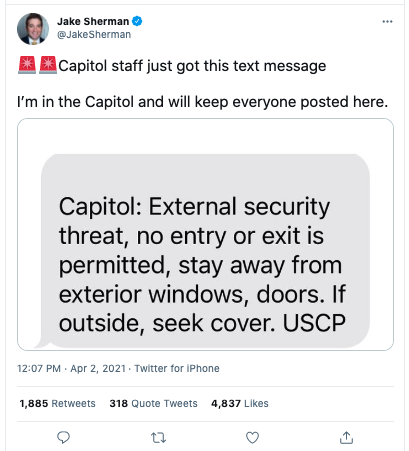 Jake Sherman
@JakeSherman
🚨🚨Capitol staff just got this text message
I’m in the Capitol and will keep everyone posted here.
Capitol: External security
threat, no entry or exit is
permitted, stay away from
exterior windows, doors. If
outside, seek cover. USCP
12:07 PM · Apr 2, 2021 · Twitter for iPhone
1,885 Retweets 318 Quote Tweets 4,837 Likes